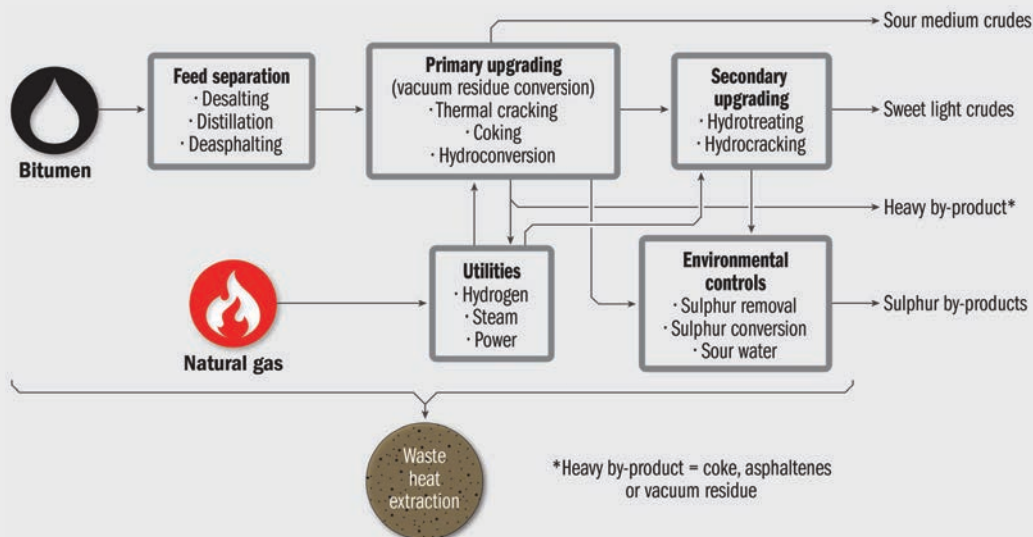 Sour medium crudes
Feed separation
· Desalting
· Distillation
· Deasphalting
Bitumen
Primary upgrading
(vacuum residue conversion)
· Thermal cracking
· Coking
· Hydroconversion
Secondary
upgrading
· Hydrotreating
· Hydrocracking
Sweet light crudes
Heavy by-product*
Natural gas
Utilities
· Hydrogen
· Steam
· Power
Environmental
controls
· Sulphur removal
· Sulphur conversion
· Sour water
Sulphur by-products
Waste
heat
extraction
*Heavy by-product = coke, asphaltenes
or vacuum residue